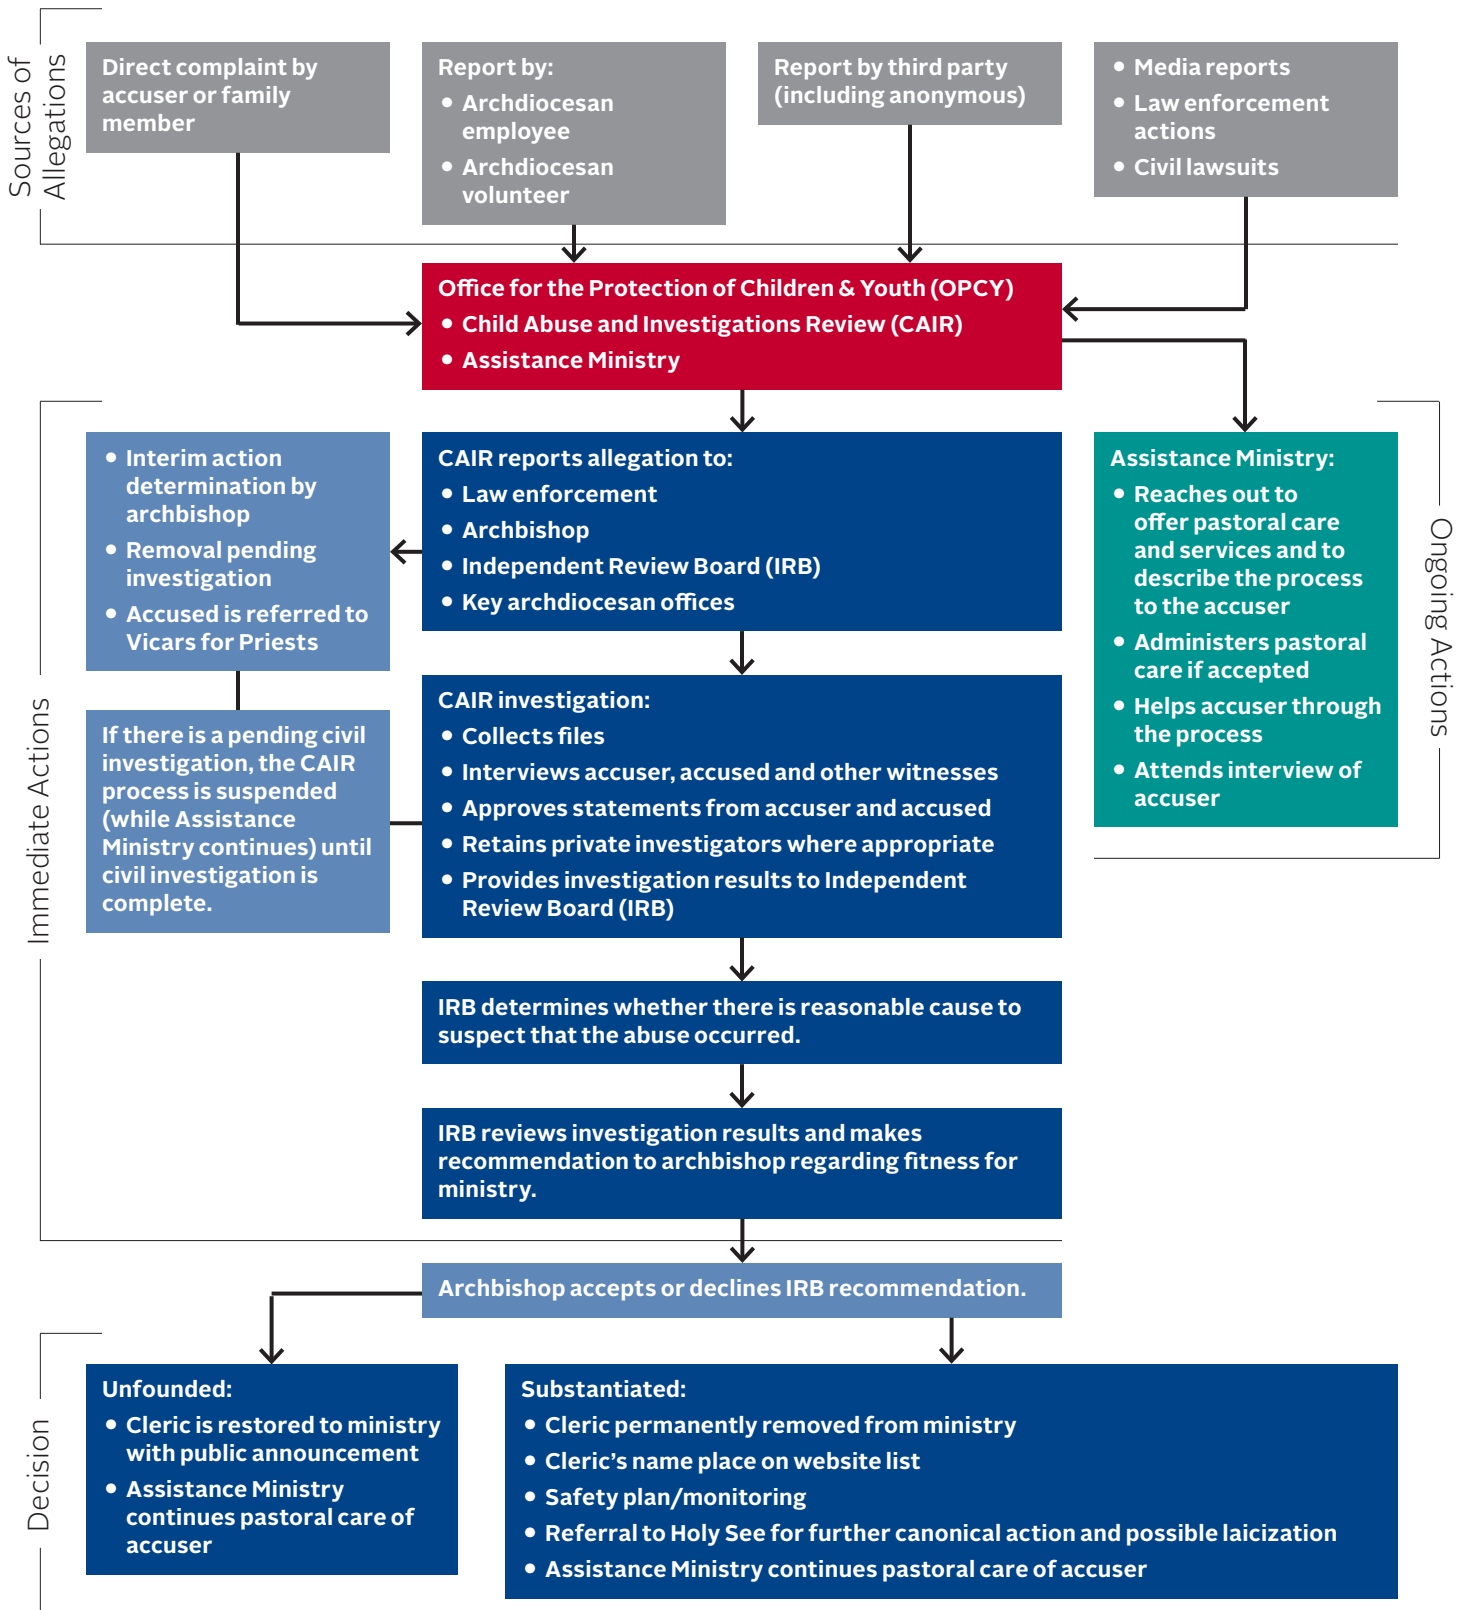 Sources of
Allegations
Direct complaint by
accuser or family
member
Report by:
• Archdiocesan
employee
• Archdiocesan
volunteer
Report by third party
(including anonymous)
• Media reports
• Law enforcement
actions
• Civil lawsuits
Office for the Protection of Children & Youth (OPCY)
• Child Abuse and Investigations Review (CAIR)
• Assistance Ministry
Immediate Actions
• Interim action
determination by
archbishop
• Removal pending
investigation
• Accused is referred to
Vicars for Priests
CAIR reports allegation to:
• Law enforcement
• Archbishop
• Independent Review Board (IRB)
• Key archdiocesan offices
Assistance Ministry:
• Reaches out to
offer pastoral care
and services and to
describe the process
to the accuser
• Administers pastoral
care if accepted
• Helps accuser through
the process
• Attends interview of
accuser
Ongoing Actions
If there is a pending civil
investigation, the CAIR
process is suspended
(while Assistance
Ministry continues) until
civil investigation is
complete.
CAIR investigation:
• Collects files
• Interviews accuser, accused and other witnesses
• Approves statements from accuser and accused
• Retains private investigators where appropriate
• Provides investigation results to Independent
Review Board (IRB)
IRB determines whether there is reasonable cause to
suspect that the abuse occurred.
IRB reviews investigation results and makes
recommendation to archbishop regarding fitness for
ministry.
Archbishop accepts or declines IRB recommendation.
Decision
Unfounded:
• Cleric is restored to ministry
with public announcement
• Assistance Ministry
continues pastoral care of
accuser
Substantiated:
• Cleric permanently removed from ministry
• Cleric’s name place on website list
• Safety plan/monitoring
• Referral to Holy See for further canonical action and possible laicization
• Assistance Ministry continues pastoral care of accuser